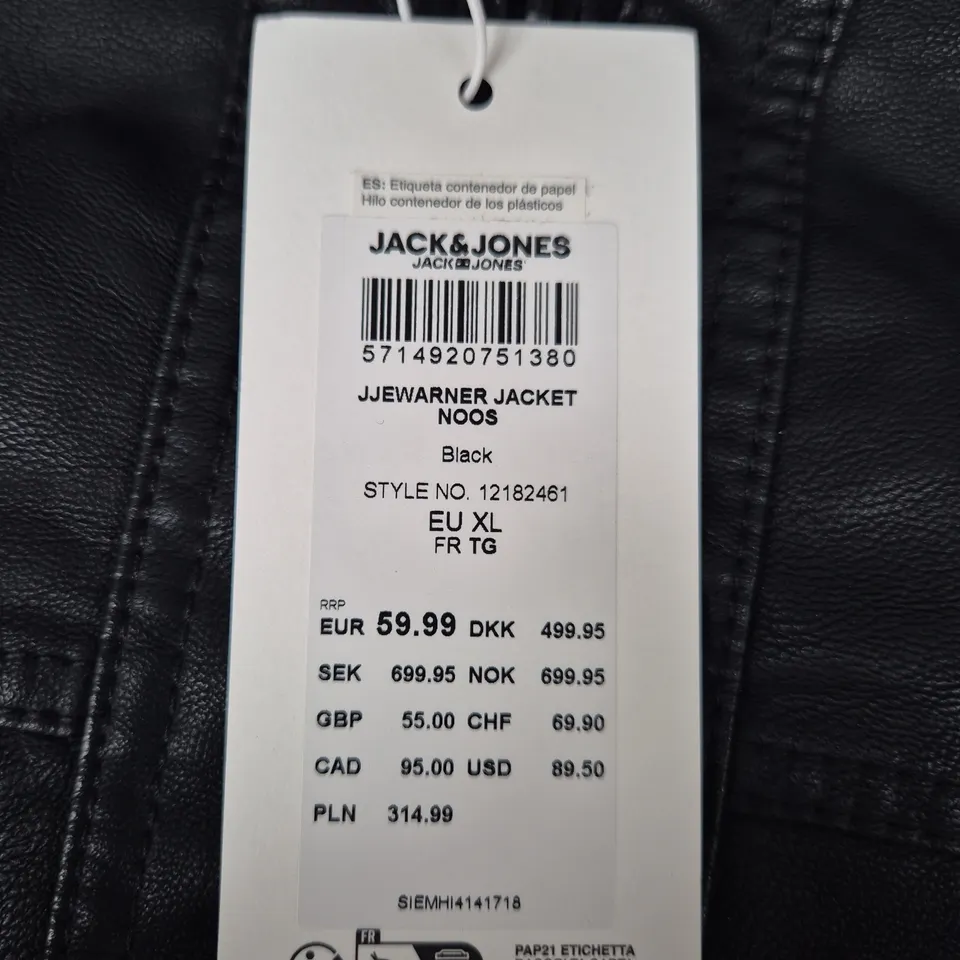 ES: Etiqueta contenedor de papel
Hilo contenedor de los plásticos
JACK&JONES
JACK JONES
5714920751380
JJEWARNER JACKET
NOOS
Black
STYLE NO. 12182461
EU XL
FR TG
RRP
EUR 59.99 DKK 499.95
SEK 699.95 NOK 699.95
GBP 55.00 CHF 69.90
CAD 95.00 USD 89.50
PLN 314.99
SIEMHI4141718
FR
PAP21 ETICHETTA